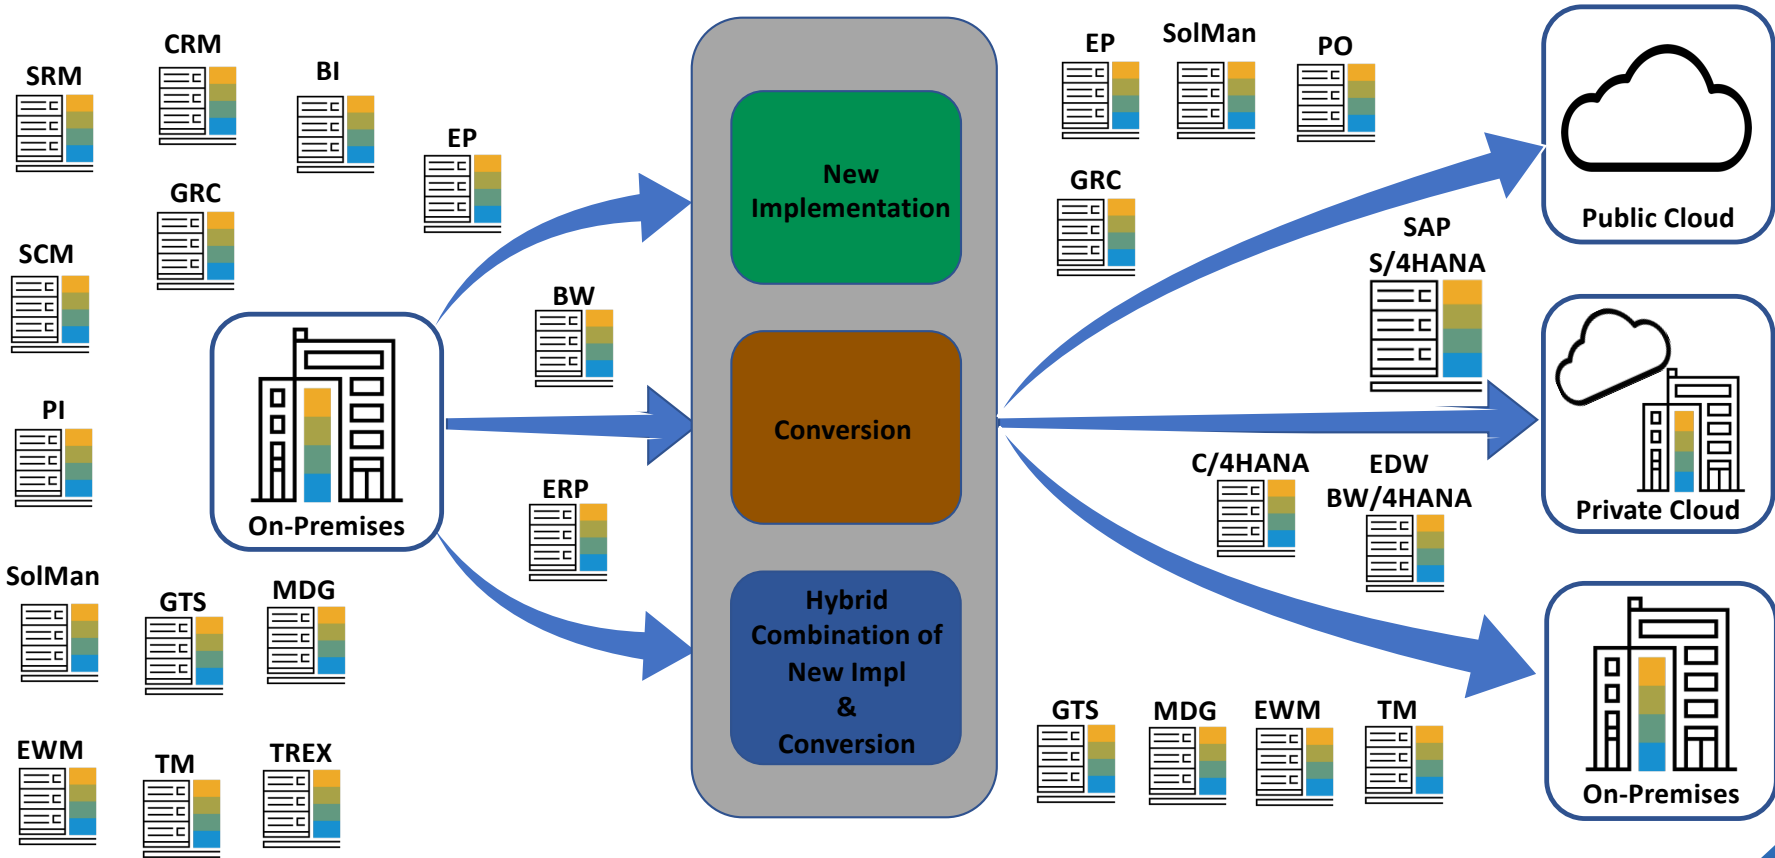 SRM
CRM
BI
EP
GRC
SCM
PI
BW
ERP
On-Premises
SolMan
GTS
MDG
EWM
TM
TREX
New
Implementation
Conversion
Hybrid
Combination of
New Impl
&
Conversion
EP
SolMan
PO
GRC
SAP
S/4HANA
C/4HANA
EDW
BW/4HANA
GTS
MDG
EWM
TM
Public Cloud
Private Cloud
On-Premises